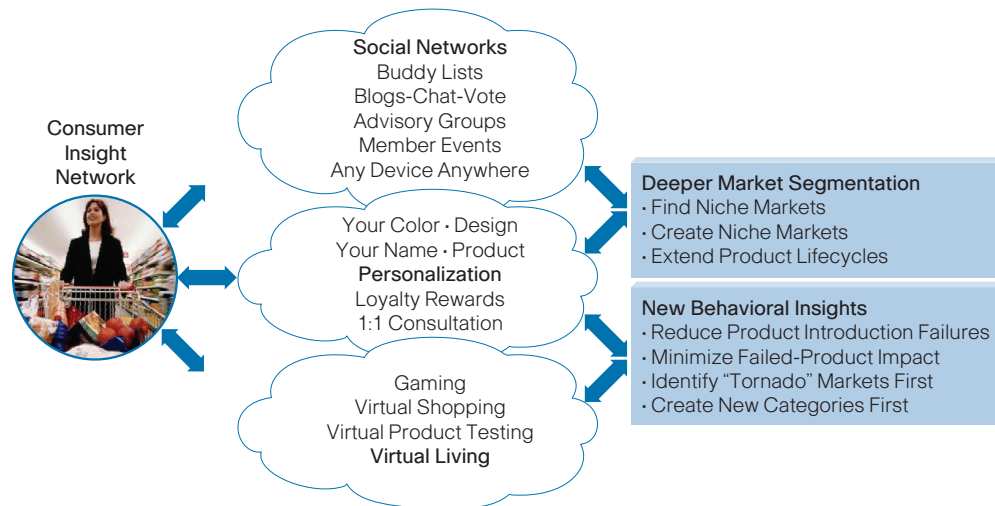 Consumer
Insight
Network
Social Networks
Buddy Lists
Blogs-Chat-Vote
Advisory Groups
Member Events
Any Device Anywhere
Your Color • Design
Your Name • Product
Personalization
Loyalty Rewards
1:1 Consultation
Gaming
Virtual Shopping
Virtual Product Testing
Virtual Living
Deeper Market Segmentation
• Find Niche Markets
• Create Niche Markets
• Extend Product Lifecycles
New Behavioral Insights
• Reduce Product Introduction Failures
• Minimize Failed-Product Impact
• Identify “Tornado” Markets First
• Create New Categories First